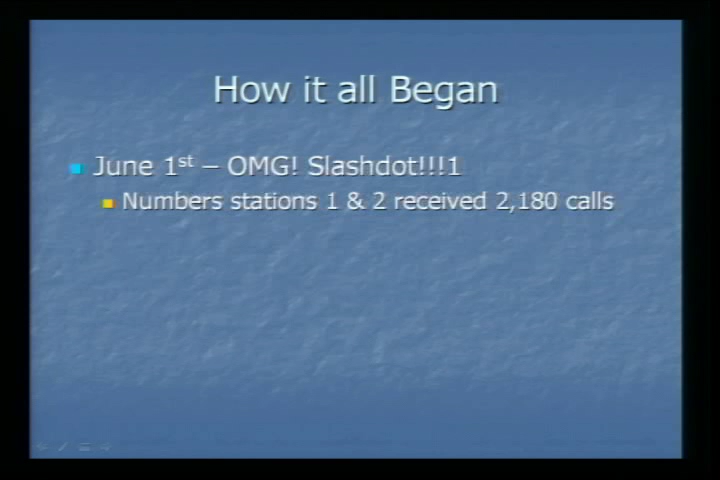 How it all Began
June 1st – OMG! Slashdot!!!1
Numbers stations 1 & 2 received 2,180 calls